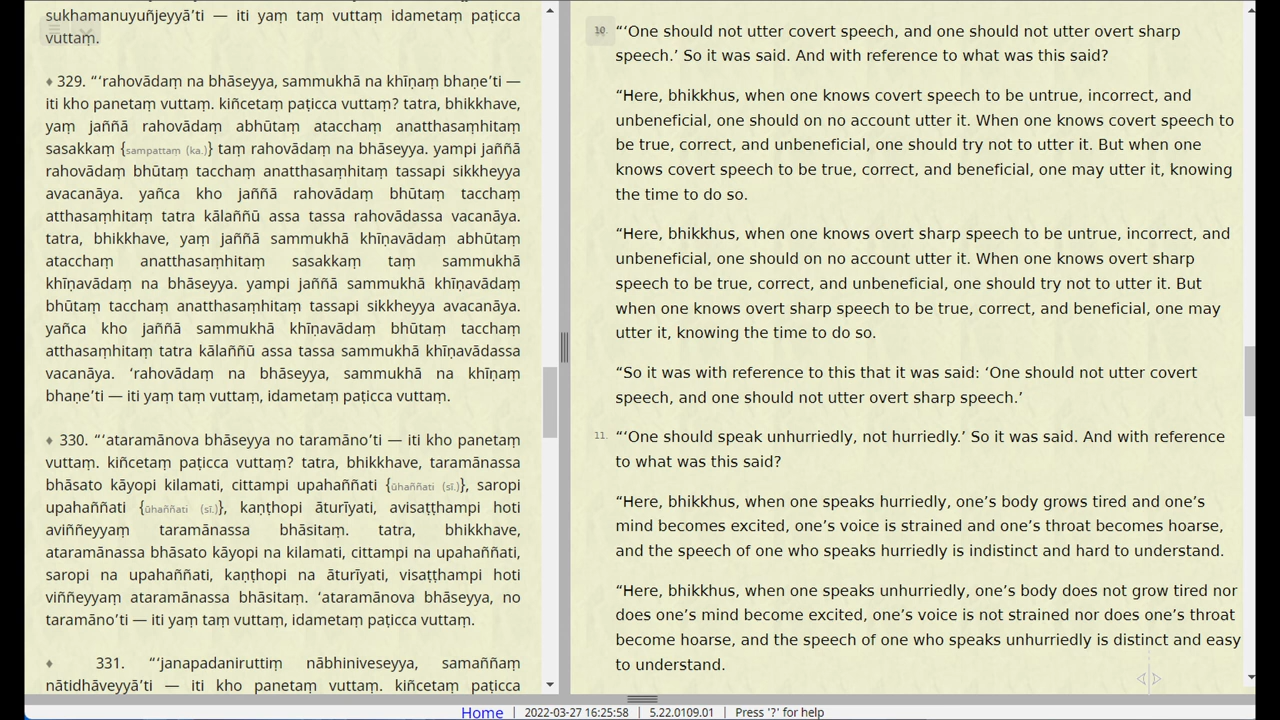 sukhamanuyuñjeyyā’ti — iti yaṃ taṃ vuttaṃ idametaṃ paṭicca
vuttaṃ.
♦ 329. “‘rahovādaṃ na bhāseyya, sammukhā na khīṇaṃ bhaṇe’ti —
iti kho panetaṃ vuttaṃ. kiñcetaṃ paṭicca vuttaṃ? tatra, bhikkhave,
yaṃ jaññā rahovādaṃ abhūtaṃ atacchaṃ anatthasaṃhitaṃ
sasakkaṃ {sampattaṃ (ka.)} taṃ rahovādaṃ na bhāseyya. yampi jaññā
rahovādaṃ bhūtaṃ tacchaṃ anatthasaṃhitaṃ tassapi sikkheyya
avacanāya. yañca kho jaññā rahovādaṃ bhūtaṃ tacchaṃ
atthasaṃhitaṃ tatra kālaññū assa tassa rahovādassa vacanāya.
tatra, bhikkhave, yaṃ jaññā sammukhā khīṇavādaṃ abhūtaṃ
atacchaṃ anatthasaṃhitaṃ sasakkaṃ taṃ sammukhā
khīṇavādaṃ na bhāseyya. yampi jaññā sammukhā khīṇavādaṃ
bhūtaṃ tacchaṃ anatthasaṃhitaṃ tassapi sikkheyya avacanāya.
yañca kho jaññā sammukhā khīṇavādaṃ bhūtaṃ tacchaṃ
atthasaṃhitaṃ tatra kālaññū assa tassa sammukhā khīṇavādassa
vacanāya. ‘rahovādaṃ na bhāseyya, sammukhā na khīṇaṃ
bhaṇe’ti — iti yaṃ taṃ vuttaṃ, idametaṃ paṭicca vuttaṃ.
♦ 330. “‘ataramānova bhāseyya no taramāno’ti — iti kho panetaṃ
vuttaṃ. kiñcetaṃ paṭicca vuttaṃ? tatra, bhikkhave, taramānassa
bhāsato kāyopi kilamati, cittampi upahaññati {ūhaññati (sī.)}, saropi
upahaññati {ūhaññati (sī.)}, kaṇṭhopi āturīyati, avisaṭṭhampi hoti
aviññeyyaṃ taramānassa bhāsitaṃ. tatra, bhikkhave,
ataramānassa bhāsato kāyopi na kilamati, cittampi na upahaññati,
saropi na upahaññati, kaṇṭhopi na āturīyati, visaṭṭhampi hoti
viññeyyaṃ ataramānassa bhāsitaṃ. ‘ataramānova bhāseyya, no
taramāno’ti — iti yaṃ taṃ vuttaṃ, idametaṃ paṭicca vuttaṃ.
♦ 331. “‘janapadaniruttiṃ nābhiniveseyya, samaññaṃ
nātidhāveyyā’ti — iti kho panetaṃ vuttaṃ. kiñcetaṃ paṭicca
10. “‘One should not utter covert speech, and one should not utter overt sharp
speech.’ So it was said. And with reference to what was this said?
“Here, bhikkhus, when one knows covert speech to be untrue, incorrect, and
unbeneficial, one should on no account utter it. When one knows covert speech to
be true, correct, and unbeneficial, one should try not to utter it. But when one
knows covert speech to be true, correct, and beneficial, one may utter it, knowing
the time to do so.
“Here, bhikkhus, when one knows overt sharp speech to be untrue, incorrect, and
unbeneficial, one should on no account utter it. When one knows overt sharp
speech to be true, correct, and unbeneficial, one should try not to utter it. But
when one knows overt sharp speech to be true, correct, and beneficial, one may
utter it, knowing the time to do so.
“So it was with reference to this that it was said: ‘One should not utter covert
speech, and one should not utter overt sharp speech.’
11. “‘One should speak unhurriedly, not hurriedly.’ So it was said. And with reference
to what was this said?
“Here, bhikkhus, when one speaks hurriedly, one’s body grows tired and one’s
mind becomes excited, one’s voice is strained and one’s throat becomes hoarse,
and the speech of one who speaks hurriedly is indistinct and hard to understand.
“Here, bhikkhus, when one speaks unhurriedly, one’s body does not grow tired nor
does one’s mind become excited, one’s voice is not strained nor does one’s throat
become hoarse, and the speech of one who speaks unhurriedly is distinct and easy
to understand.
Home | 2022-03-27 16:25:58 | 5.22.0109.01 | Press '?' for help